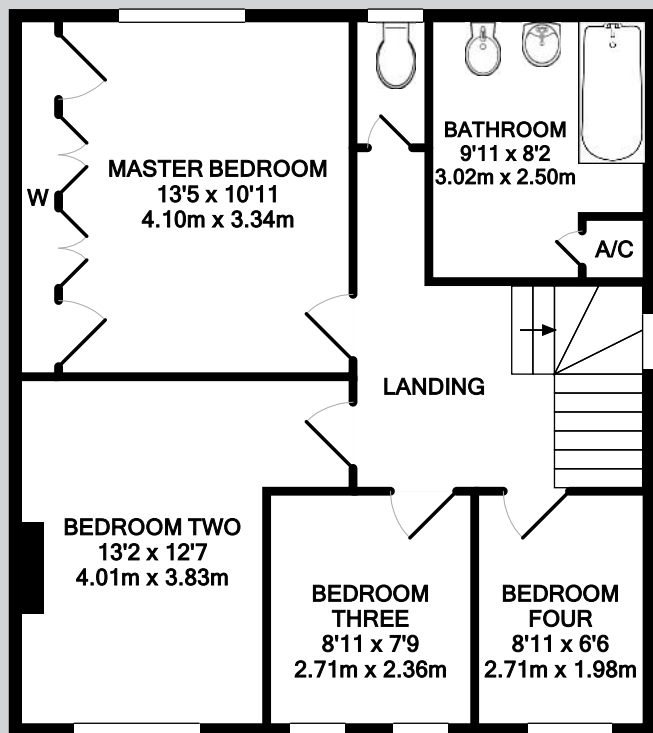 BATHROOM
9'11 x 8'2
3.02m x 2.50m
MASTER BEDROOM
13'5 x 10'11
4.10m x 3.34m
W
A/C
LANDING
BEDROOM TWO
13'2 x 12'7
4.01m x 3.83m
BEDROOM
THREE
8'11 x 7'9
2.71m x 2.36m
BEDROOM
FOUR
8'11 x 6'6
2.71m x 1.98m